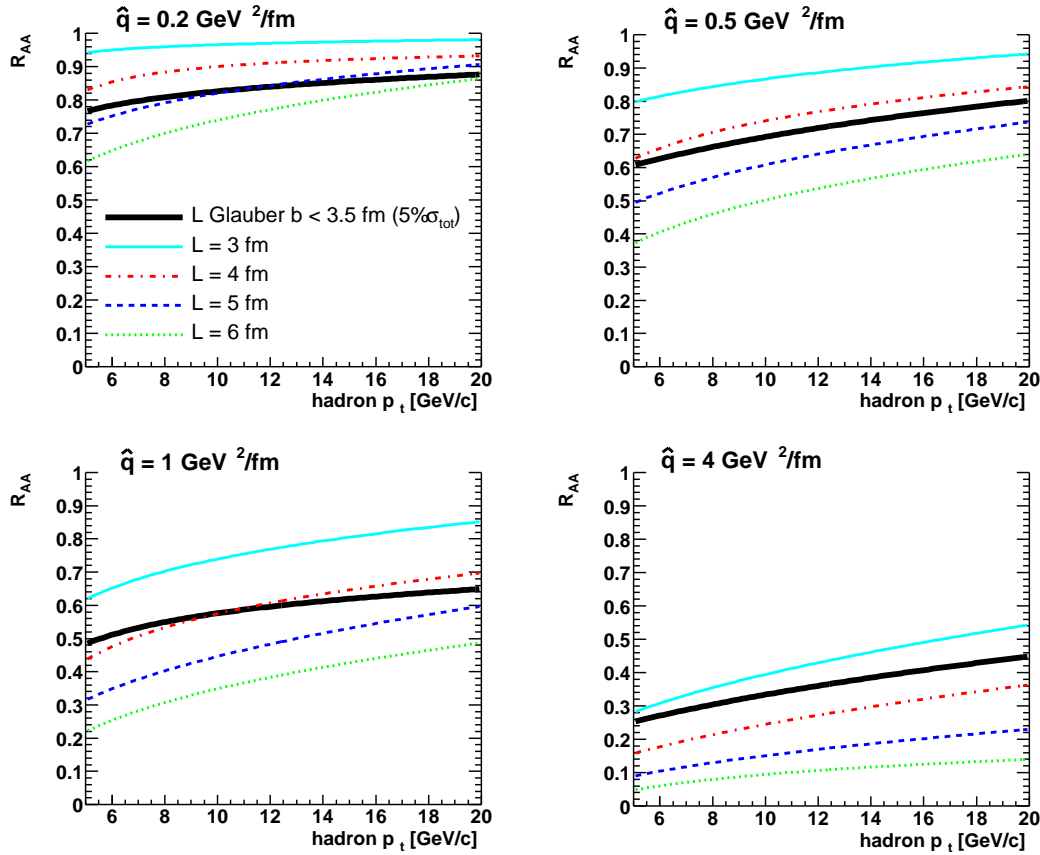 q̂ = 0.2 GeV ²/fm
R_AA
1
0.9
0.8
0.7
0.6
0.5
0.4
0.3
0.2
0.1
0
L Glauber b < 3.5 fm (5%σ_tot)
L = 3 fm
L = 4 fm
L = 5 fm
L = 6 fm
6 8 10 12 14 16 18 20
hadron p_t [GeV/c]
q̂ = 0.5 GeV ²/fm
R_AA
1
0.9
0.8
0.7
0.6
0.5
0.4
0.3
0.2
0.1
0
6 8 10 12 14 16 18 20
hadron p_t [GeV/c]
q̂ = 1 GeV ²/fm
R_AA
1
0.9
0.8
0.7
0.6
0.5
0.4
0.3
0.2
0.1
0
6 8 10 12 14 16 18 20
hadron p_t [GeV/c]
q̂ = 4 GeV ²/fm
R_AA
1
0.9
0.8
0.7
0.6
0.5
0.4
0.3
0.2
0.1
0
6 8 10 12 14 16 18 20
hadron p_t [GeV/c]